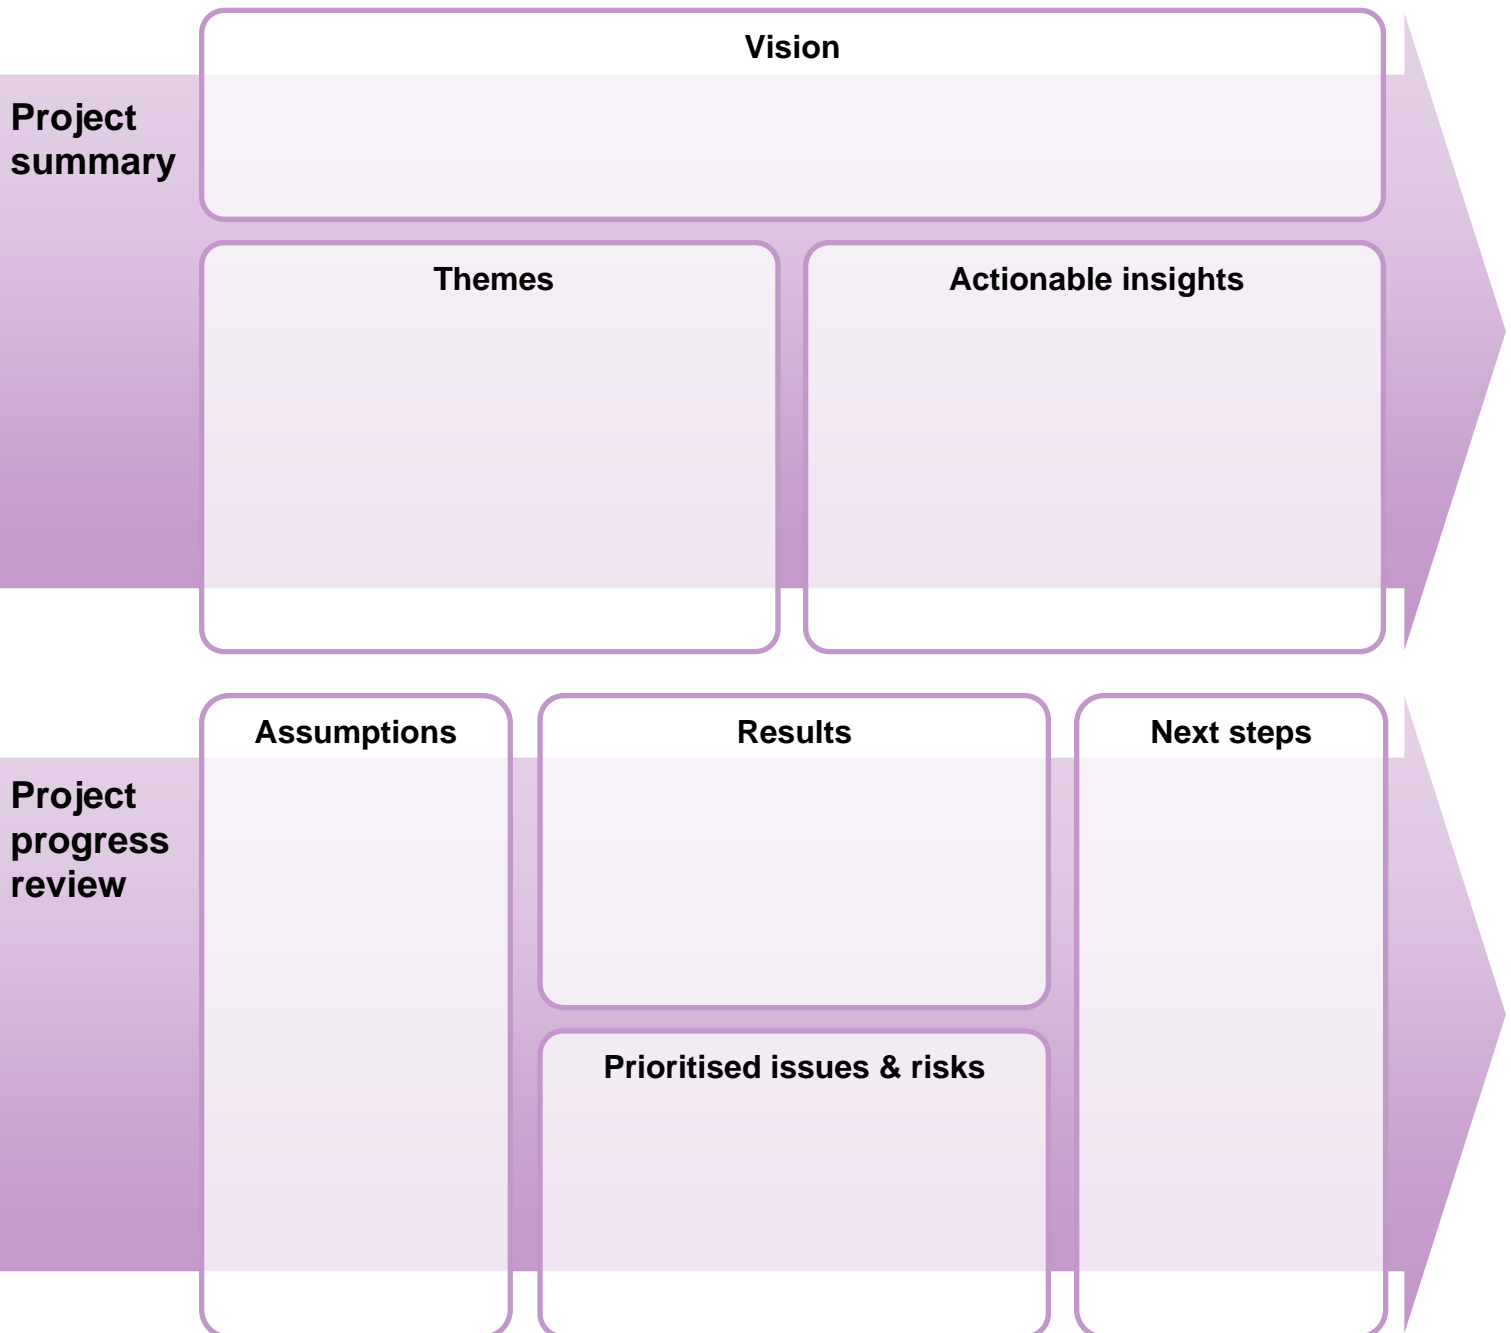 Vision
Project
summary
Themes
Actionable insights
Assumptions
Results
Next steps
Project
progress
review
Prioritised issues & risks